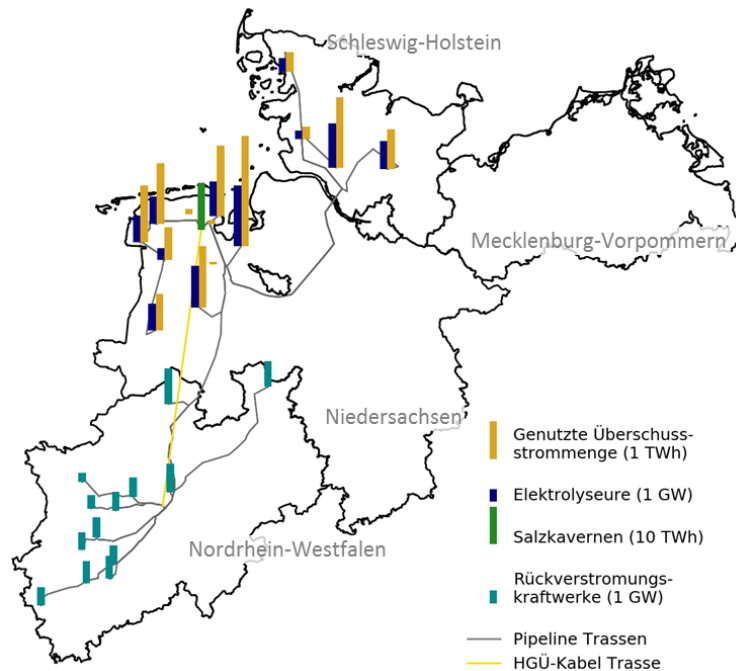 Schleswig-Holstein
Mecklenburg-Vorpommern
Niedersachsen
Nordrhein-Westfalen
Genutzte Überschuss-
strommenge (1 TWh)
Elektrolyseure (1 GW)
Salzkavernen (10 TWh)
Rückverstromungs-
kraftwerke (1 GW)
Pipeline Trassen
HGÜ-Kabel Trasse